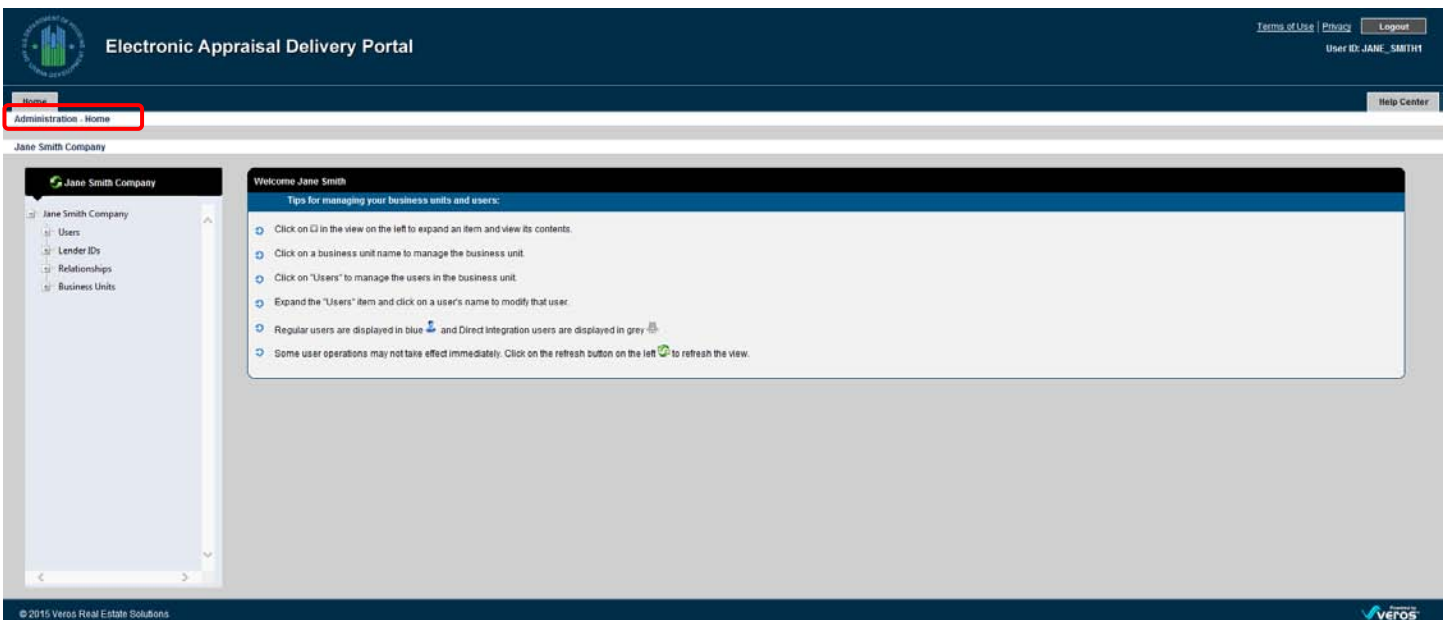 Terms of Use | Privacy Logout
Electronic Appraisal Delivery Portal
User ID: JANE_SMITH1
Home Help Center
Administration - Home
Jane Smith Company
Jane Smith Company
Jane Smith Company
Users
Lender IDs
Relationships
Business Units
Welcome Jane Smith
Tips for managing your business units and users:
Click on in the view on the left to expand an item and view its contents.
Click on a business unit name to manage the business unit.
Click on "Users" to manage the users in the business unit.
Expand the "Users" item and click on a user's name to modify that user.
Regular users are displayed in blue and Direct Integration users are displayed in grey
Some user operations may not take effect immediately. Click on the refresh button on the left to refresh the view.
© 2015 Veros Real Estate Solutions
Powered by
veros